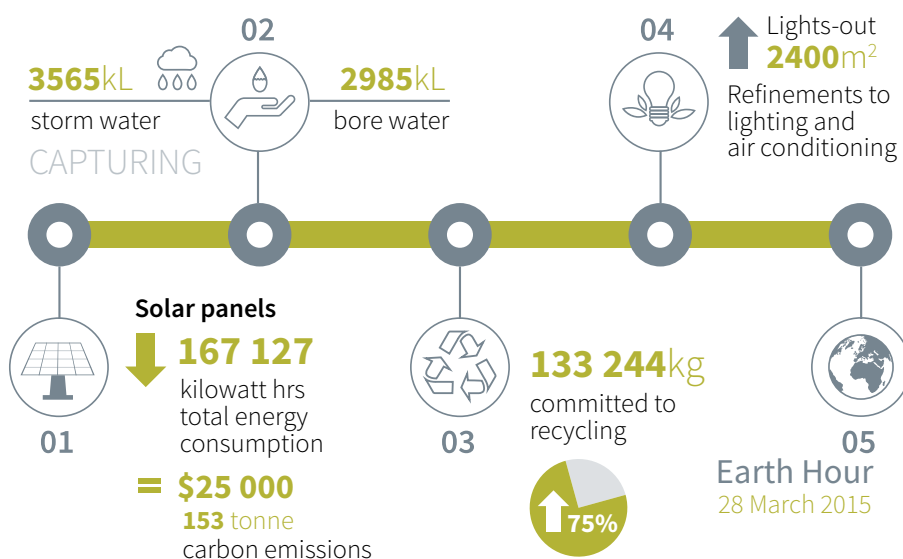 02
3565kL
storm water
2985kL
bore water
CAPTURING
04
Lights-out
2400m²
Refinements to
lighting and
air conditioning
01
Solar panels
167 127
kilowatt hrs
total energy
consumption
= $25 000
153 tonne
carbon emissions
03
133 244kg
committed to
recycling
75%
05
Earth Hour
28 March 2015